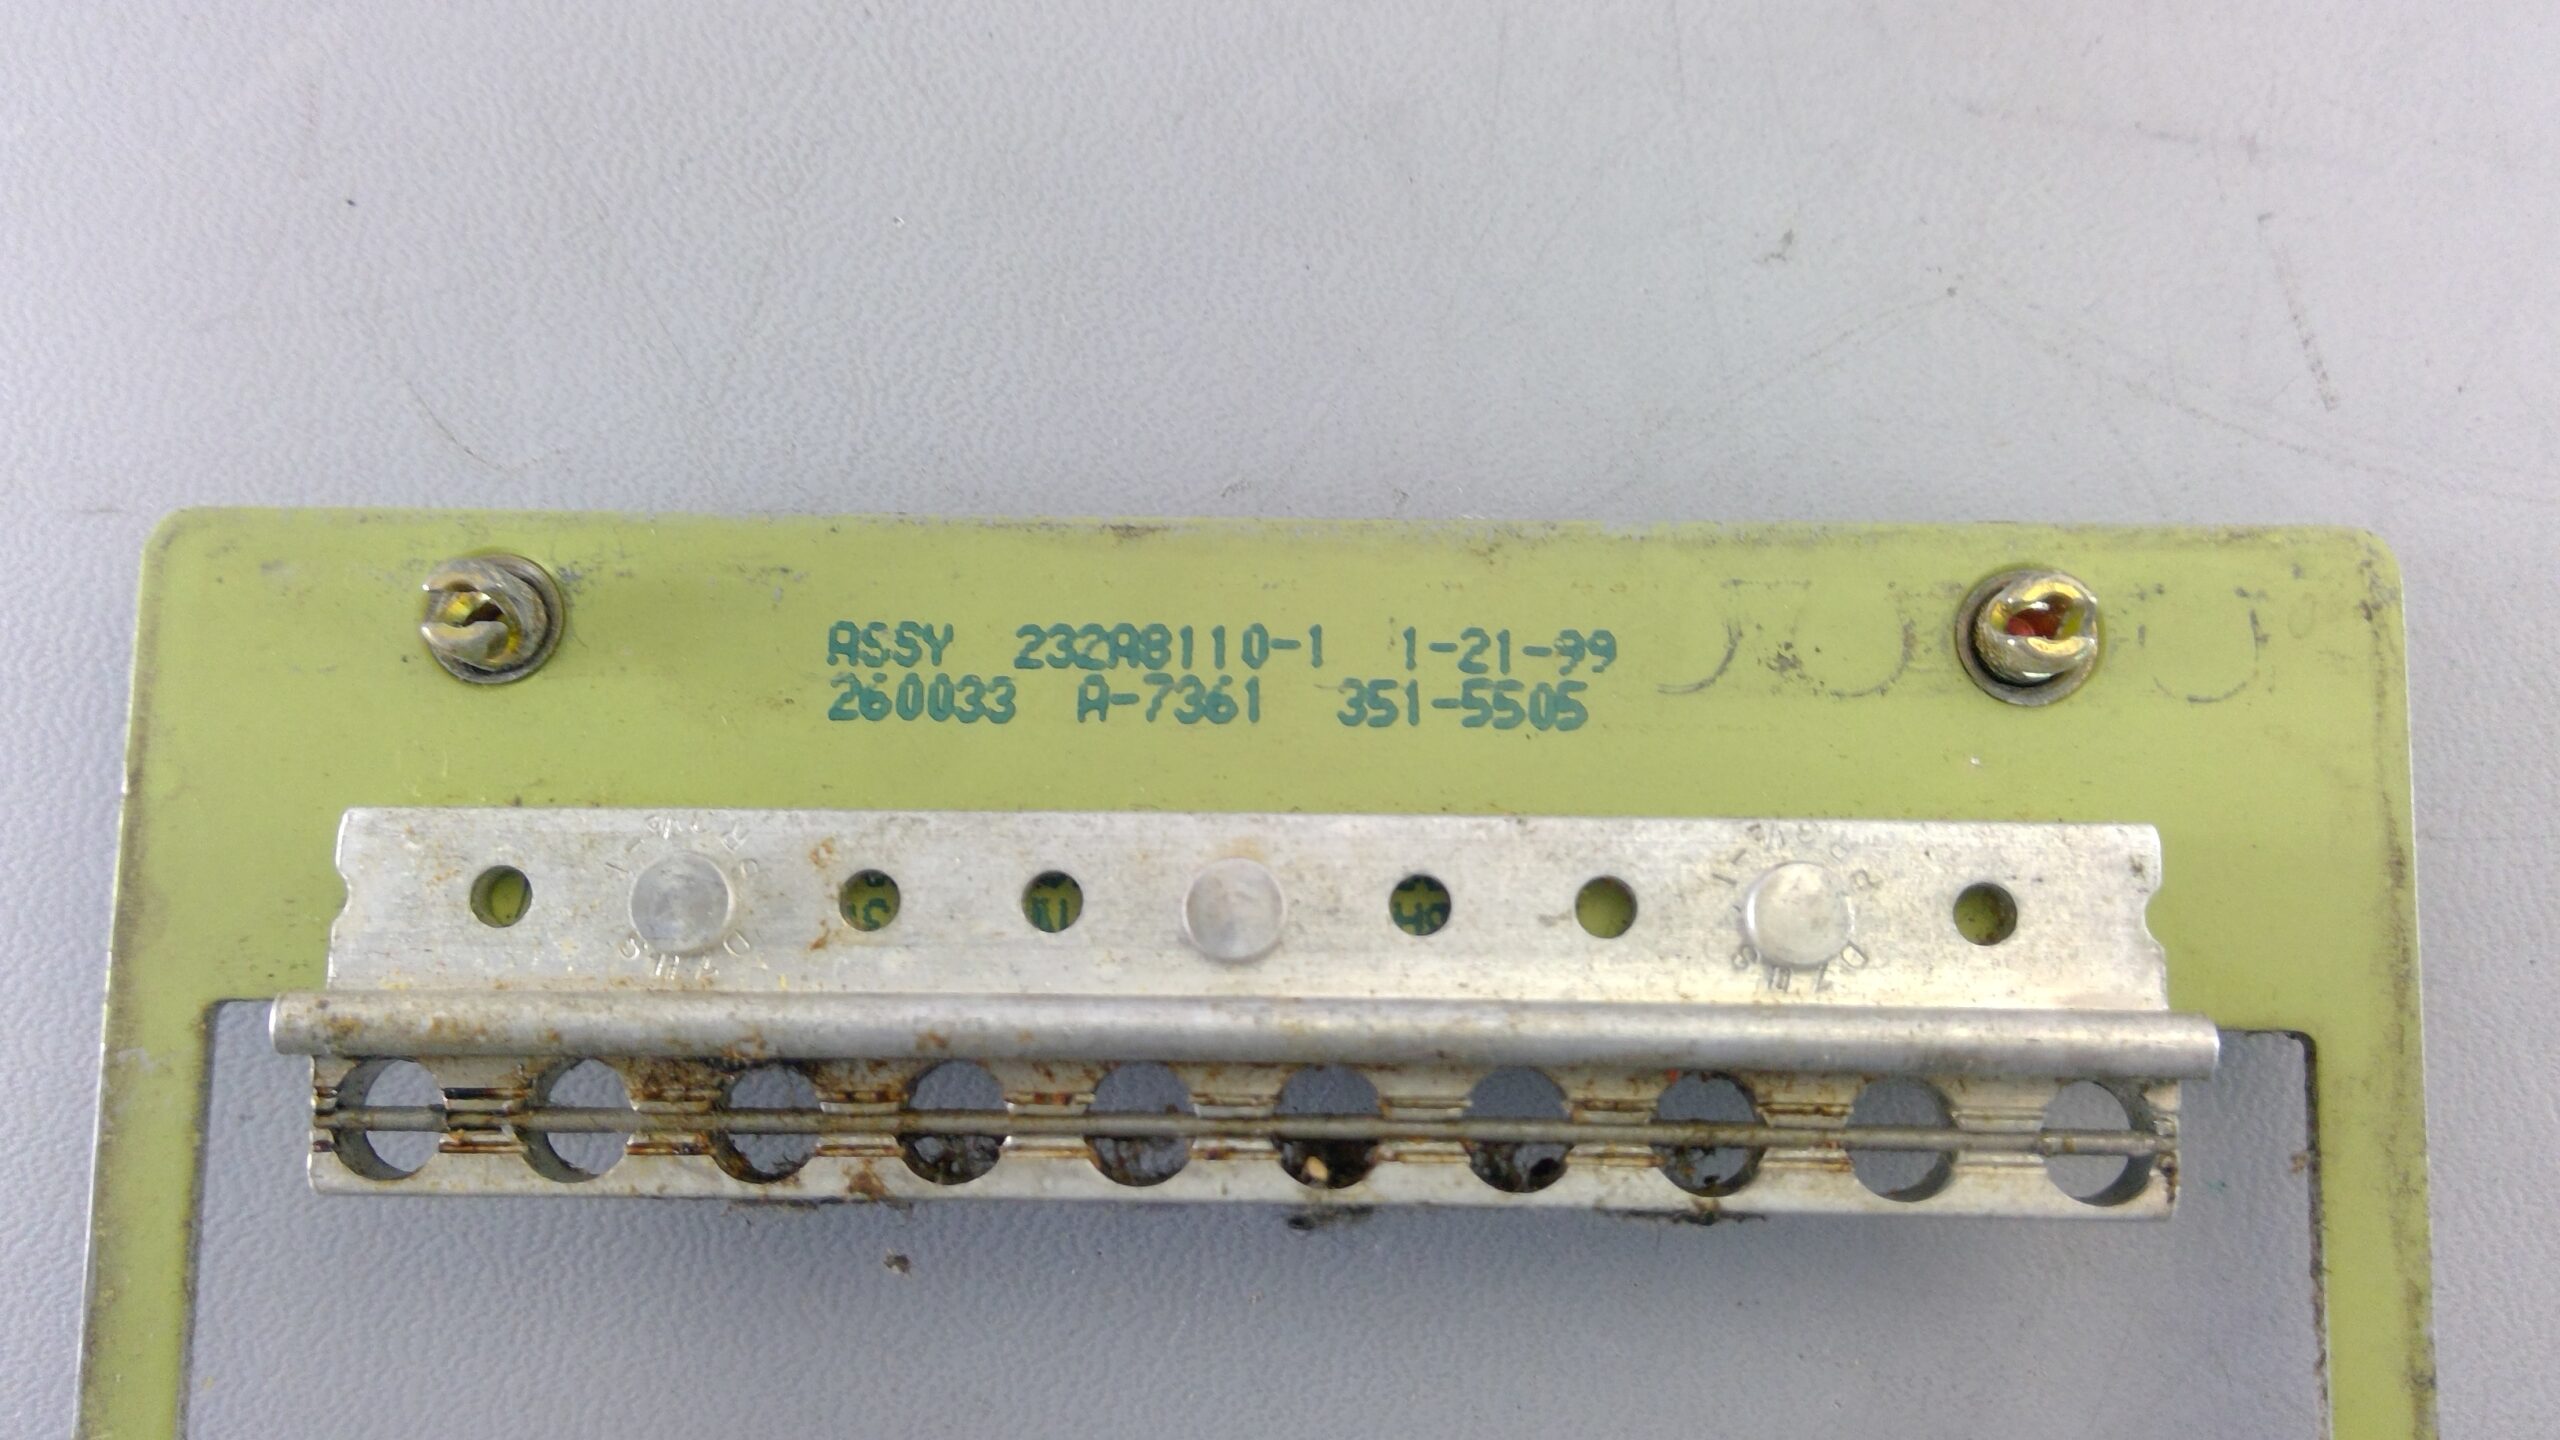 ASSY 232A8110-1 1-21-99
260033 A-7361 351-5505